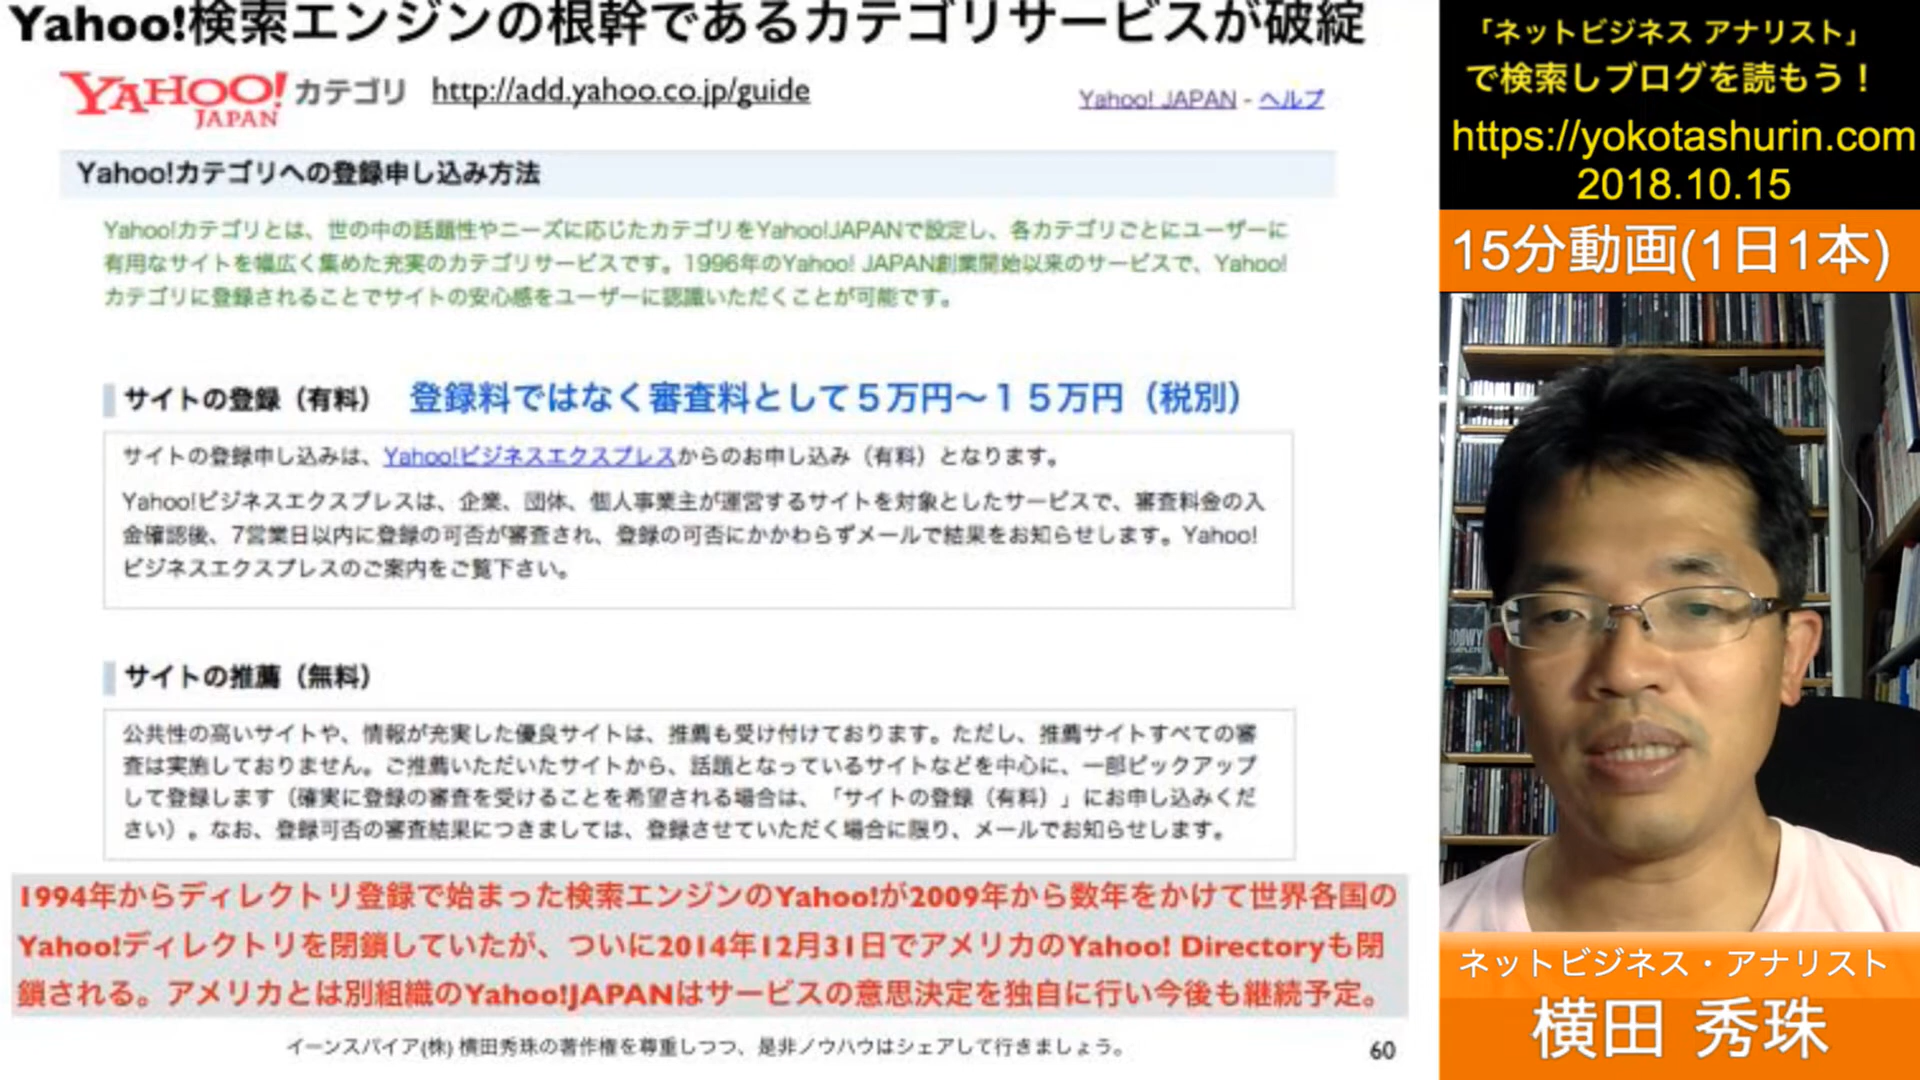 Yahoo!検索エンジンの根幹であるカテゴリサービスが破綻
YAHOO! JAPAN カテゴリ http://add.yahoo.co.jp/guide
Yahoo! JAPAN - ヘルプ
Yahoo!カテゴリへの登録申し込み方法
Yahoo!カテゴリとは、世の中の話題性やニーズに応じたカテゴリをYahoo!JAPANで設定し、各カテゴリごとにユーザーに
有用なサイトを幅広く集めた充実のカテゴリサービスです。1996年のYahoo! JAPAN創業開始以来のサービスで、Yahoo!
カテゴリに登録されることでサイトの安心感をユーザーに認識いただくことが可能です。
サイトの登録（有料） 登録料ではなく審査料として５万円〜１５万円（税別）
サイトの登録申し込みは、Yahoo!ビジネスエクスプレスからのお申し込み（有料）となります。
Yahoo!ビジネスエクスプレスは、企業、団体、個人事業主が運営するサイトを対象としたサービスで、審査料金の入
金確認後、7営業日以内に登録の可否が審査され、登録の可否にかかわらずメールで結果をお知らせします。Yahoo!
ビジネスエクスプレスのご案内をご覧下さい。
サイトの推薦（無料）
公共性の高いサイトや、情報が充実した優良サイトは、推薦も受け付けております。ただし、推薦サイトすべての審
査は実施しておりません。ご推薦いただいたサイトから、話題となっているサイトなどを中心に、一部ピックアップ
して登録します（確実に登録の審査を受けることを希望される場合は、「サイトの登録（有料）」にお申し込みくだ
さい）。なお、登録可否の審査結果につきましては、登録させていただく場合に限り、メールでお知らせします。
1994年からディレクトリ登録で始まった検索エンジンのYahoo!が2009年から数年をかけて世界各国の
Yahoo!ディレクトリを閉鎖していたが、ついに2014年12月31日でアメリカのYahoo! Directoryも閉
鎖される。アメリカとは別組織のYahoo!JAPANはサービスの意思決定を独自に行い今後も継続予定。
イーンスパイア(株) 横田秀珠の著作権を尊重しつつ、是非ノウハウはシェアして行きましょう。
60
「ネットビジネス アナリスト」
で検索しブログを読もう！
https://yokotashurin.com
2018.10.15
15分動画(1日1本)
ネットビジネス・アナリスト
横田 秀珠